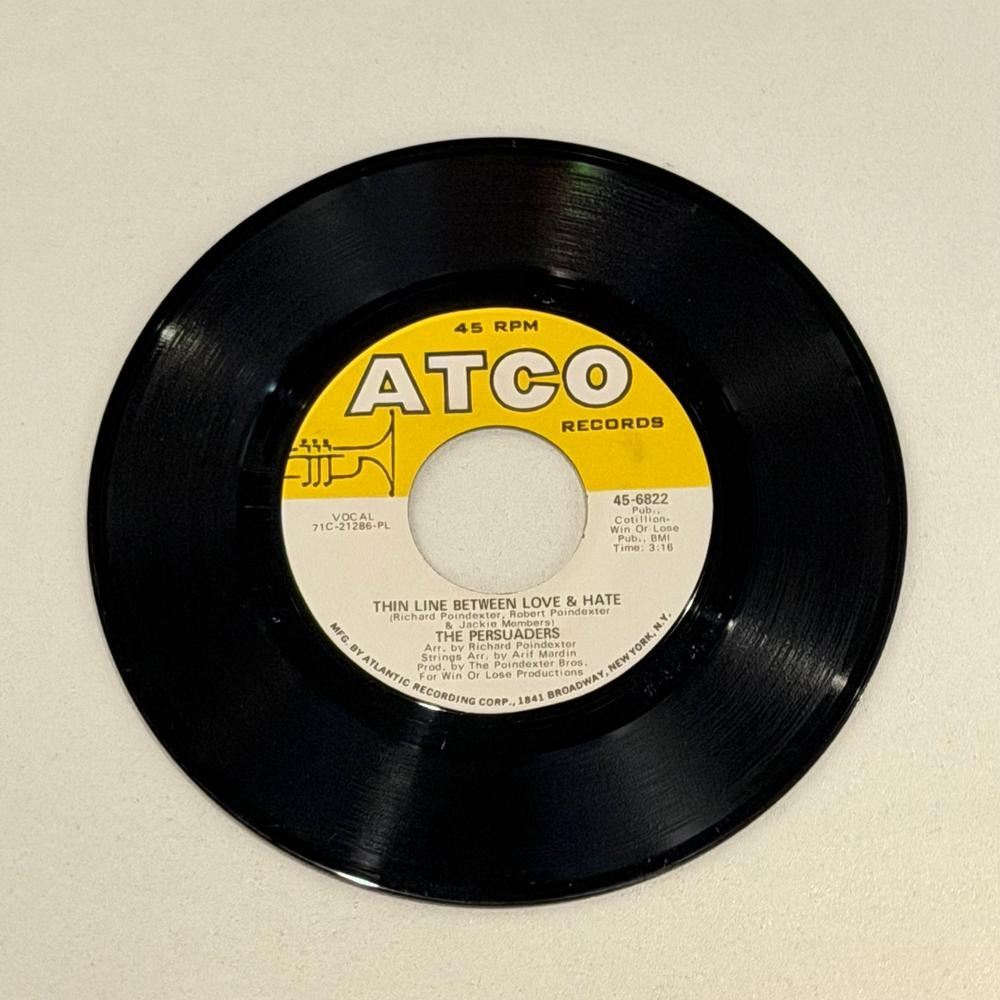 45 RPM
ATCO
RECORDS
VOCAL
71C-21286-PL
45-6822
Pub.,
Cotillion-
Win Or Lose
Pub., BMI
Time: 3:16
THIN LINE BETWEEN LOVE & HATE
(Richard Poindexter, Robert Poindexter
& Jackie Members)
THE PERSUADERS
Arr. by Richard Poindexter
Strings Arr. by Arif Mardin
Prod. by The Poindexter Bros.
For Win Or Lose Productions
MFG. BY ATLANTIC RECORDING CORP., 1841 BROADWAY, NEW YORK, N.Y.